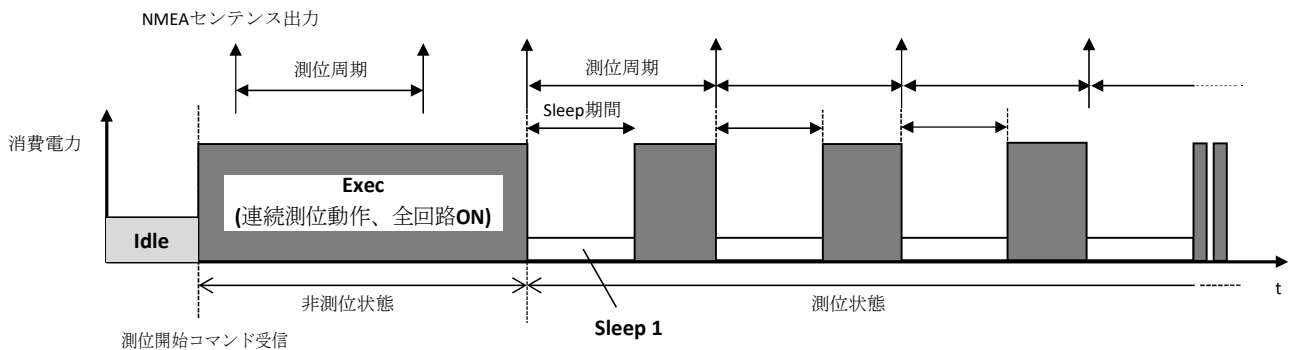 NMEAセンテンス出力
測位周期
測位周期
Sleep期間
消費電力
Exec
(連続測位動作、全回路ON)
Idle
t
非測位状態
測位状態
Sleep 1
測位開始コマンド受信